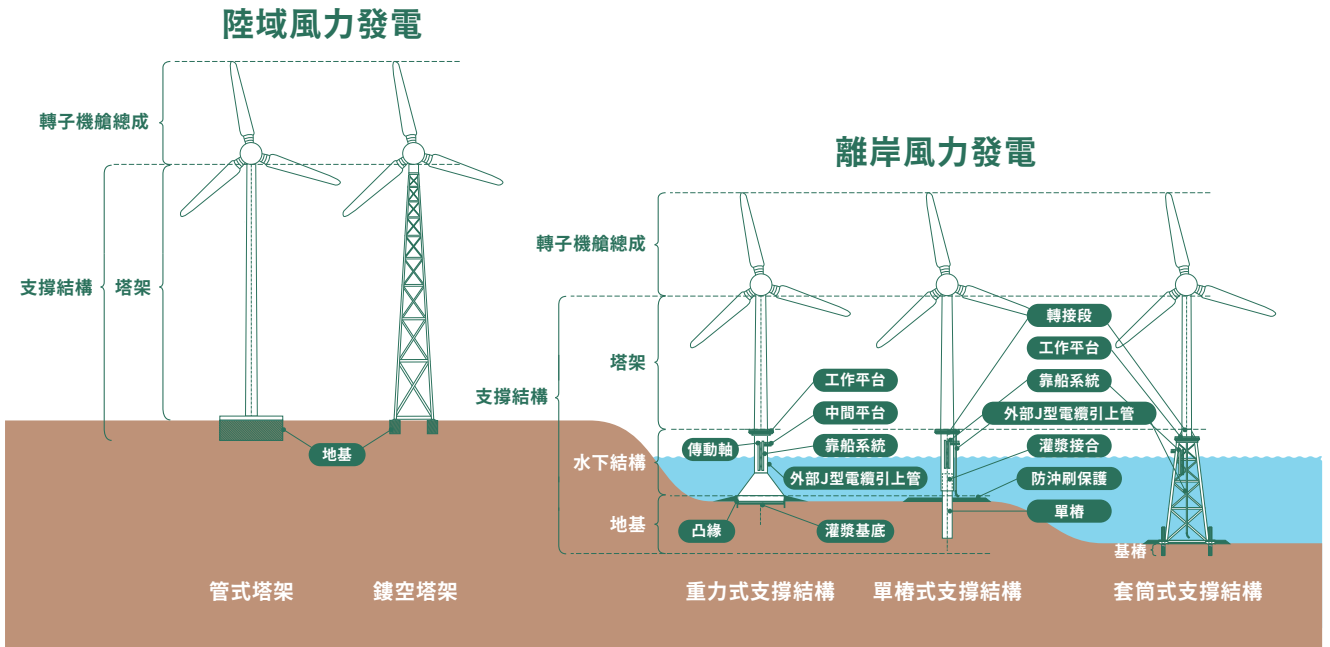 陸域風力發電
轉子機艙總成
支撐結構
塔架
地基
管式塔架
鏤空塔架
離岸風力發電
轉子機艙總成
支撐結構
塔架
水下結構
地基
工作平台
中間平台
傳動軸
靠船系統
外部J型電纜引上管
凸緣
灌漿基底
轉接段
工作平台
靠船系統
外部J型電纜引上管
灌漿接合
防沖刷保護
單樁
基樁
重力式支撐結構
單樁式支撐結構
套筒式支撐結構